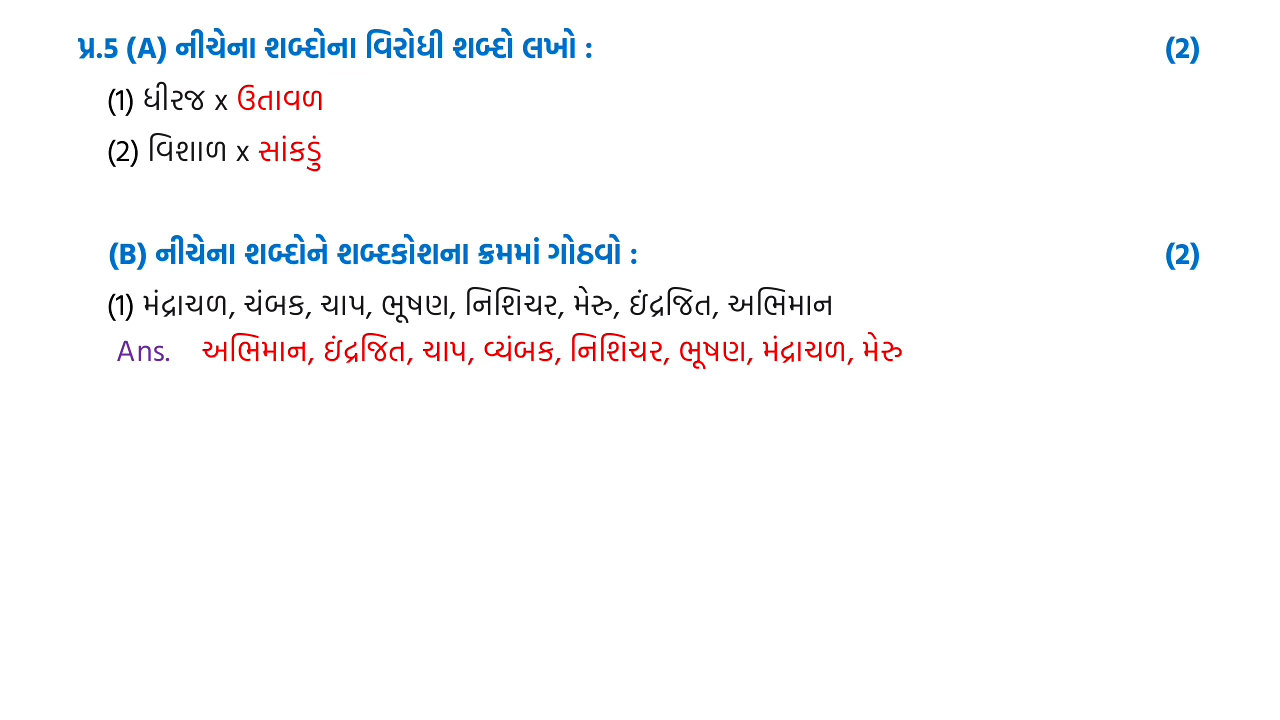 પ્ર.5 (A) નીચેના શબ્દોના વિરોધી શબ્દો લખો : (2)
(1) ધીરજ x ઉતાવળ
(2) વિશાળ x સાંકડું
(B) નીચેના શબ્દોને શબ્દકોશના ક્રમમાં ગોઠવો : (2)
(1) મંદ્રાચળ, ચંબક, ચાપ, ભૂષણ, નિશિચર, મેરુ, ઇંદ્રજિત, અભિમાન
Ans. અભિમાન, ઇંદ્રજિત, ચાપ, વ્યંબક, નિશિચર, ભૂષણ, મંદ્રાચળ, મેરુ